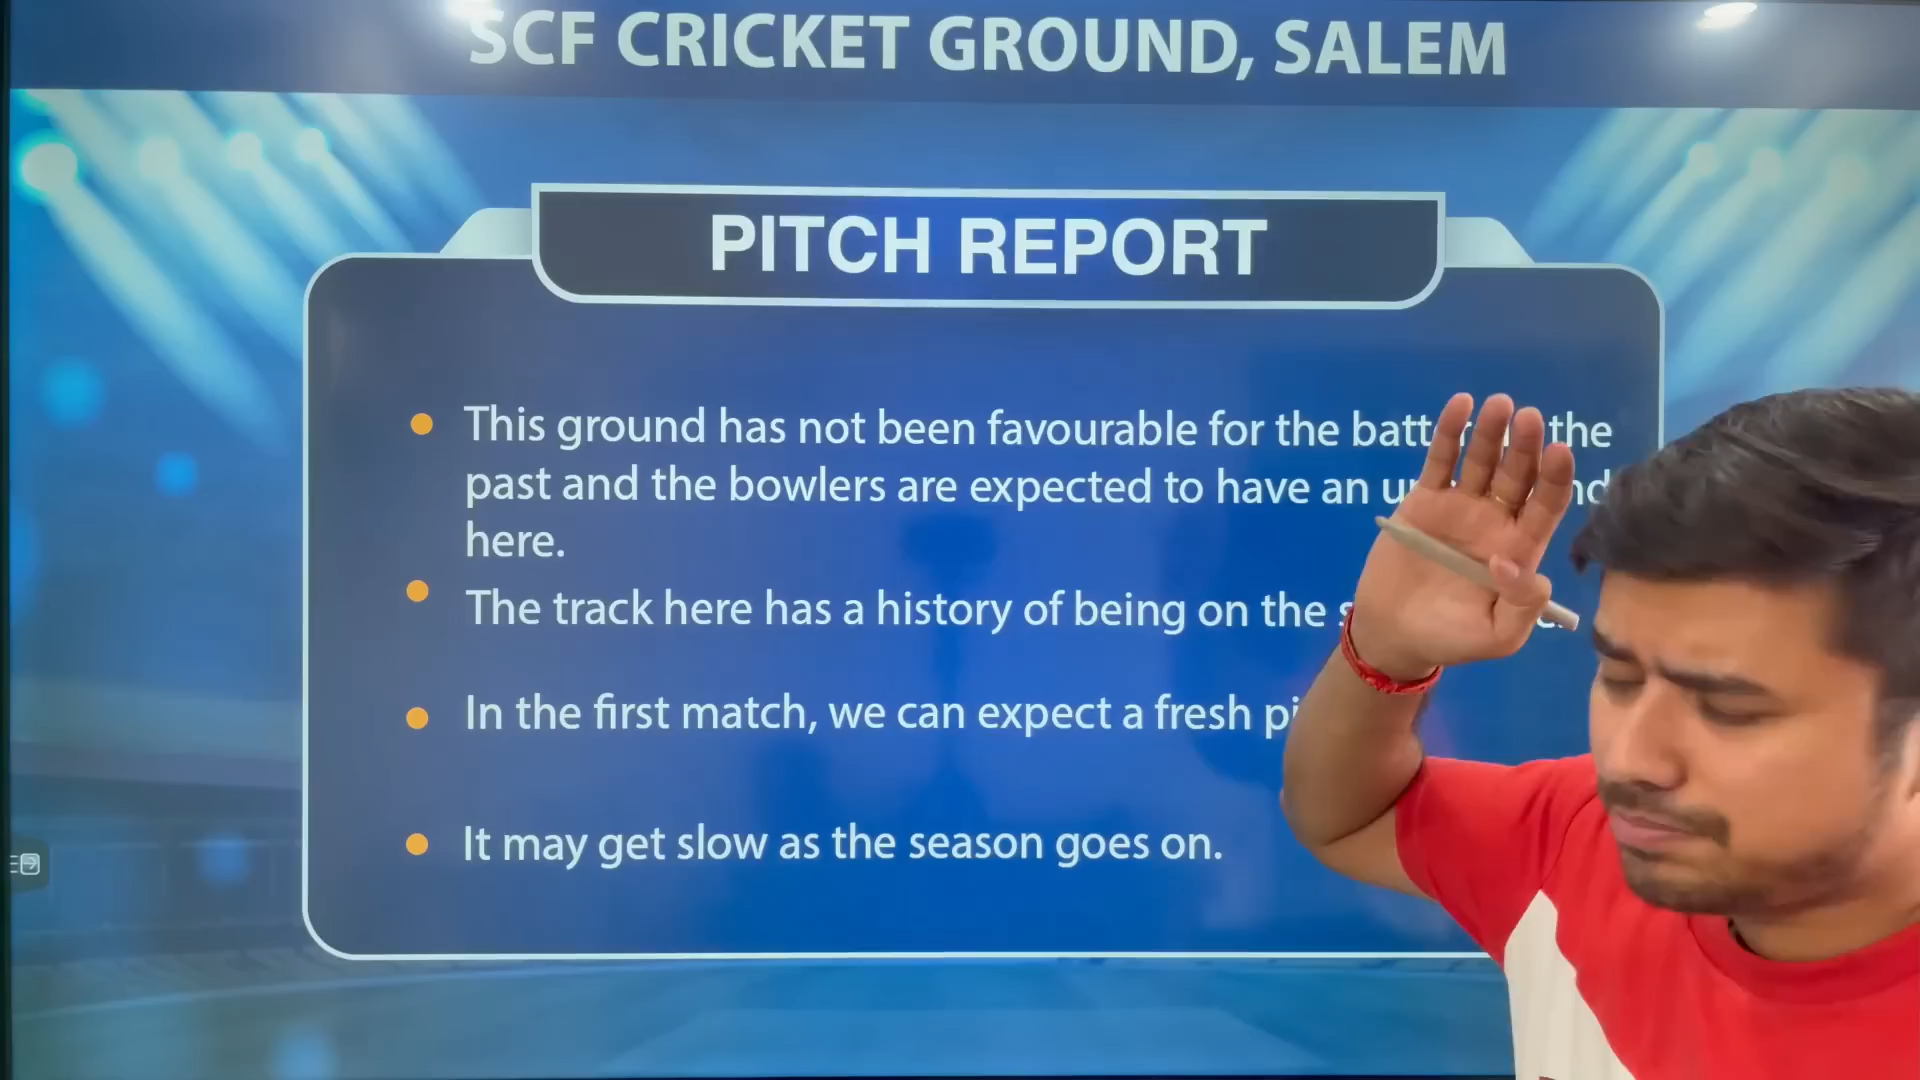 SCF CRICKET GROUND, SALEM
PITCH REPORT
This ground has not been favourable for the the
past and the bowlers are expected to have an
here.
The track here has a history of being on the
In the first match, we can expect a fresh
It may get slow as the season goes on.